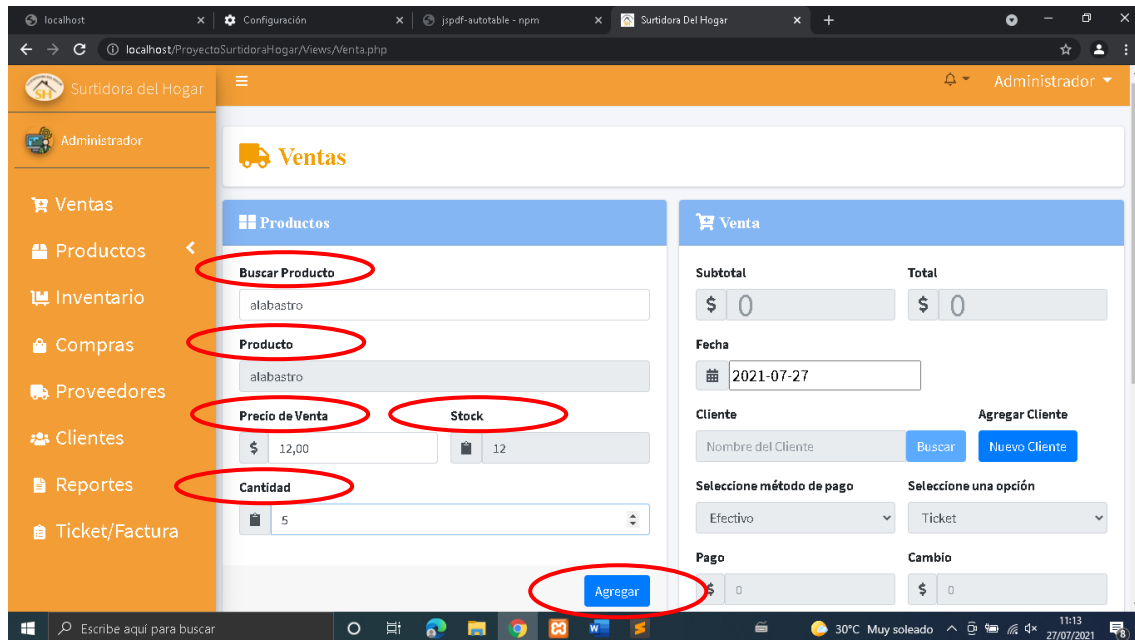 localhost
Configuración
jspdf-autotable - npm
Surtidora Del Hogar
localhost/ProyectoSurtidoraHogar/Views/Venta.php
SH
Surtidora del Hogar
Administrador
Administrador
Ventas
Productos
Inventario
Compras
Proveedores
Clientes
Reportes
Ticket/Factura
Ventas
Productos
Buscar Producto
alabastro
Producto
alabastro
Precio de Venta Stock
$ 12,00 12
Cantidad
5
Agregar
Venta
Subtotal Total
$ 0 $ 0
Fecha
2021-07-27
Cliente Agregar Cliente
Nombre del Cliente Buscar Nuevo Cliente
Seleccione método de pago Seleccione una opción
Efectivo Ticket
Pago Cambio
$ 0 $ 0
Escribe aquí para buscar
30°C Muy soleado
11:13
27/07/2021
8